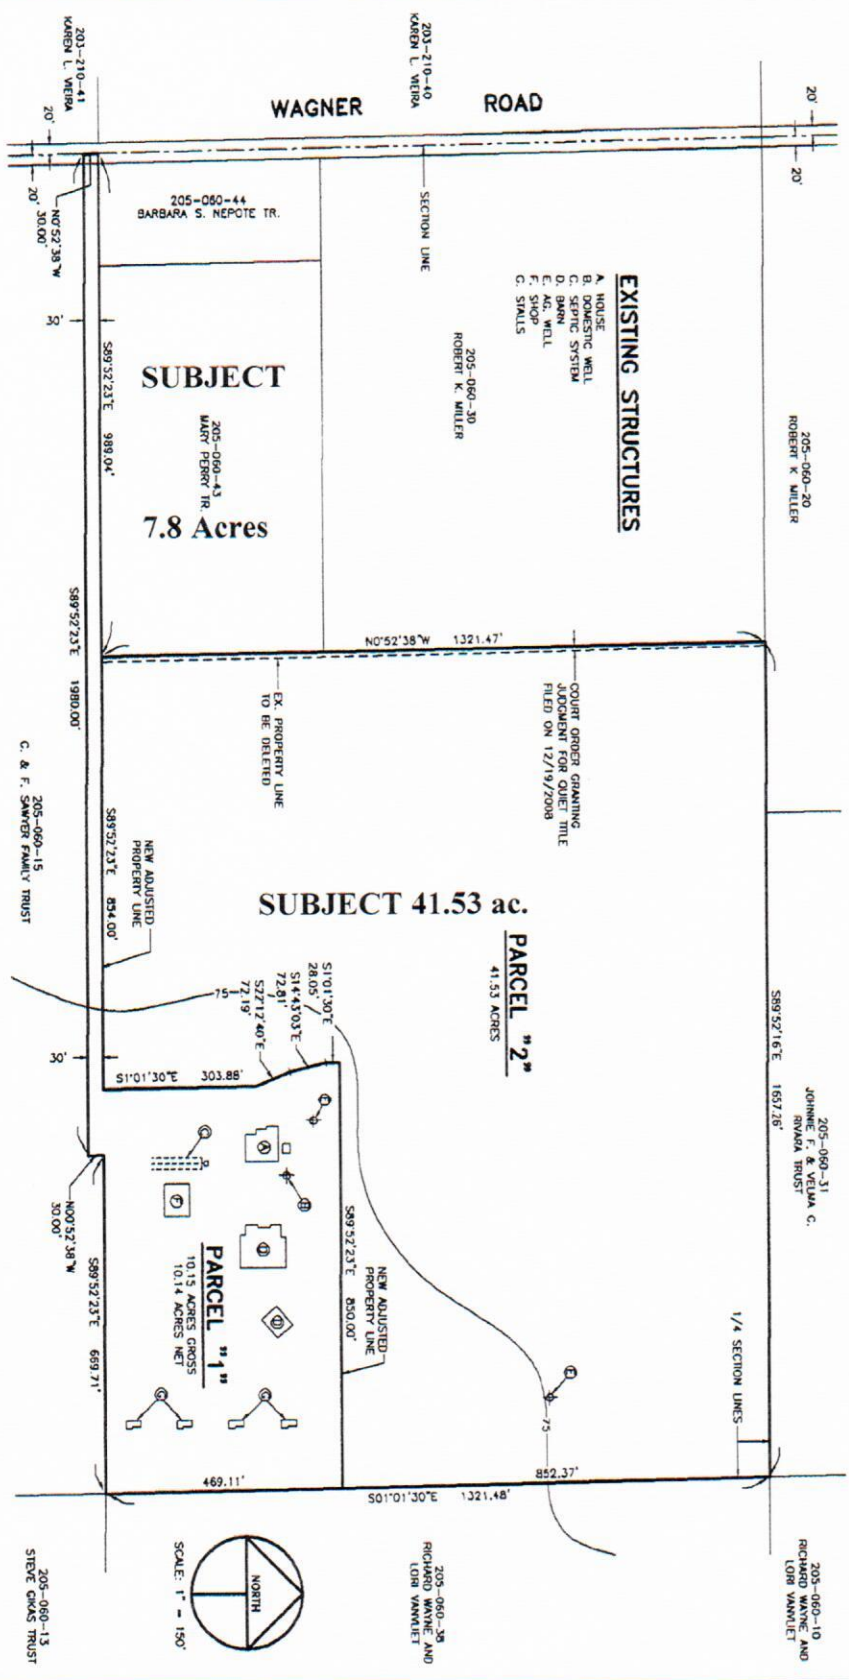 203-210-41
KAREN L. VIEIRA
203-210-40
KAREN L. VIEIRA
WAGNER ROAD
20'
20'
20'
20'
N0°52'38"W
30.00'
205-060-44
BARBARA S. NEPOTE TR.
SECTION LINE
EXISTING STRUCTURES
A. HOUSE
B. DOMESTIC WELL
C. SEPTIC SYSTEM
D. BARN
E. AG. WELL
F. SHOP
G. STALLS
30'
S89°52'23"E 989.04'
SUBJECT
205-060-43
MARY PERRY TR.
7.8 Acres
205-060-30
ROBERT K. MILLER
205-060-20
ROBERT K MILLER
S89°52'23"E 1980.00'
N0°52'38"W 1321.47'
COURT ORDER GRANTING
JUDGMENT FOR QUIET TITLE
FILED ON 12/19/2008
EX. PROPERTY LINE
TO BE DELETED
205-060-15
C. & F. SAWYER FAMILY TRUST
S89°52'23"E 854.00'
NEW ADJUSTED
PROPERTY LINE
SUBJECT 41.53 ac.
PARCEL "2"
41.53 ACRES
S89°52'16"E 1657.26'
205-060-31
JOHNNIE F. & VELMA C.
RIVARA TRUST
75
S1°01'30"E
28.05'
S14°43'03"E
72.81'
S22°12'40"E
72.19'
30'
S1°01'30"E 303.88'
E
A
B
C
F
D
D
G
G
E
75
N00°52'38"W
30.00'
S89°52'23"E 669.71'
PARCEL "1"
10.15 ACRES GROSS
10.14 ACRES NET
S89°52'23"E 850.00'
NEW ADJUSTED
PROPERTY LINE
1/4 SECTION LINES
469.11'
852.37'
S01°01'30"E 1321.48'
NORTH
SCALE: 1" = 150'
205-060-13
STEVE GIKAS TRUST
205-060-38
RICHARD WAYNE AND
LORI VANVLIET
205-060-10
RICHARD WAYNE AND
LORI VANVLIET